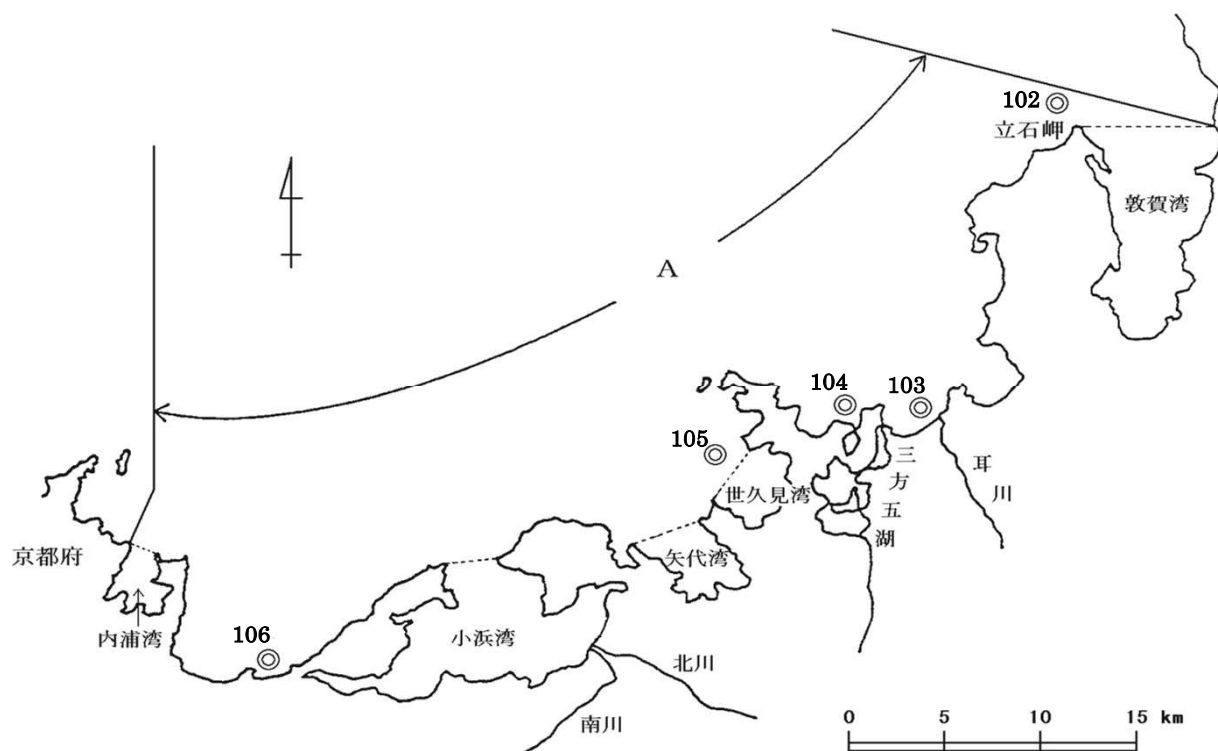 102
立石岬
敦賀湾
A
104
103
105
三方五湖
耳川
世久見湾
京都府
矢代湾
内浦湾
106
小浜湾
北川
南川
0 5 10 15 km